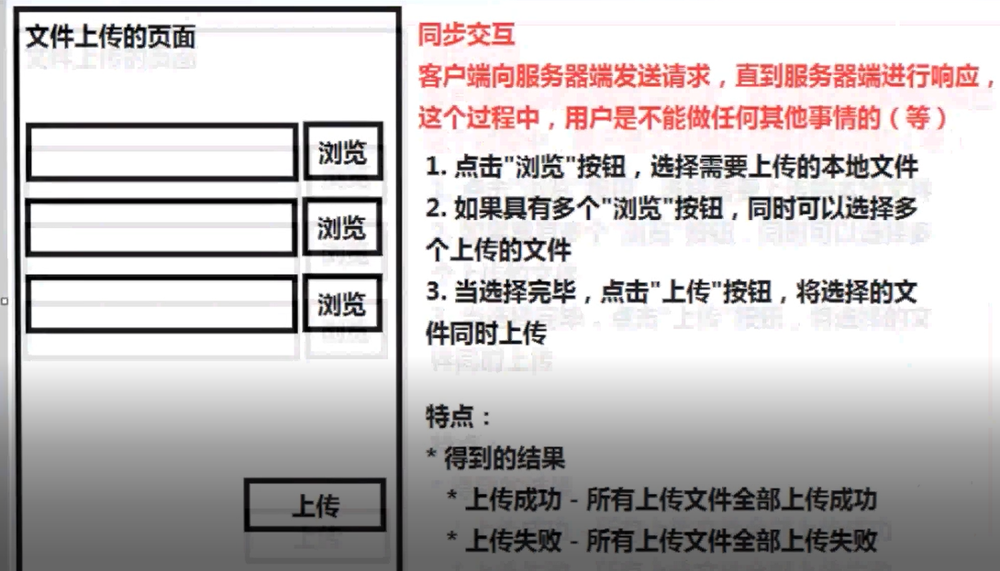 文件上传的页面
浏览
浏览
浏览
上传
同步交互
客户端向服务器端发送请求，直到服务器端进行响应，
这个过程中，用户是不能做任何其他事情的（等）
1. 点击"浏览"按钮，选择需要上传的本地文件
2. 如果具有多个"浏览"按钮，同时可以选择多
个上传的文件
3. 当选择完毕，点击"上传"按钮，将选择的文
件同时上传
特点：
* 得到的结果
* 上传成功 - 所有上传文件全部上传成功
* 上传失败 - 所有上传文件全部上传失败